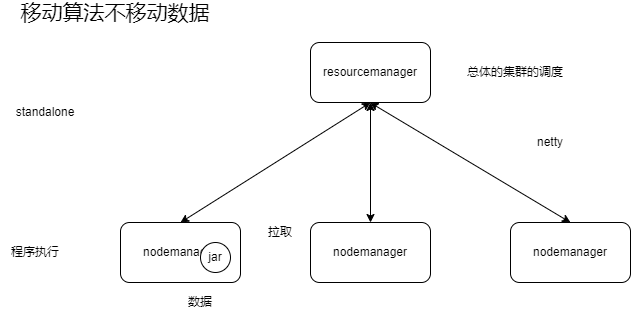 移动算法不移动数据
resourcemanager
总体的集群的调度
standalone
netty
拉取
程序执行
nodemana
jar
nodemanager
nodemanager
数据